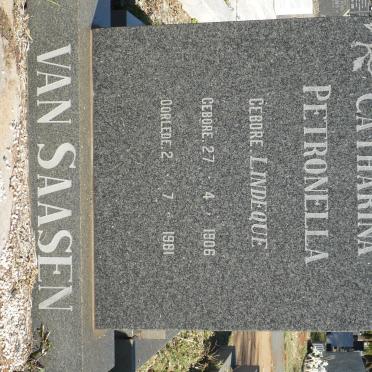 CATHARINA
PETRONELLA
GEBORE LINDEQUE
GEBORE 27 . 4 . 1906
OORLEDE 2 . 7 . 1981
VAN SAASEN